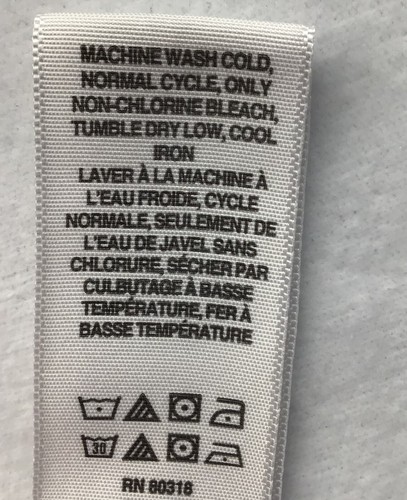 MACHINE WASH COLD,
NORMAL CYCLE, ONLY
NON-CHLORINE BLEACH,
TUMBLE DRY LOW, COOL
IRON
LAVER À LA MACHINE À
L'EAU FROIDE, CYCLE
NORMALE, SEULEMENT DE
L'EAU DE JAVEL SANS
CHLORURE, SÉCHER PAR
CULBUTAGE À BASSE
TEMPÉRATURE, FER À
BASSE TEMPÉRATURE
30
RN 80318